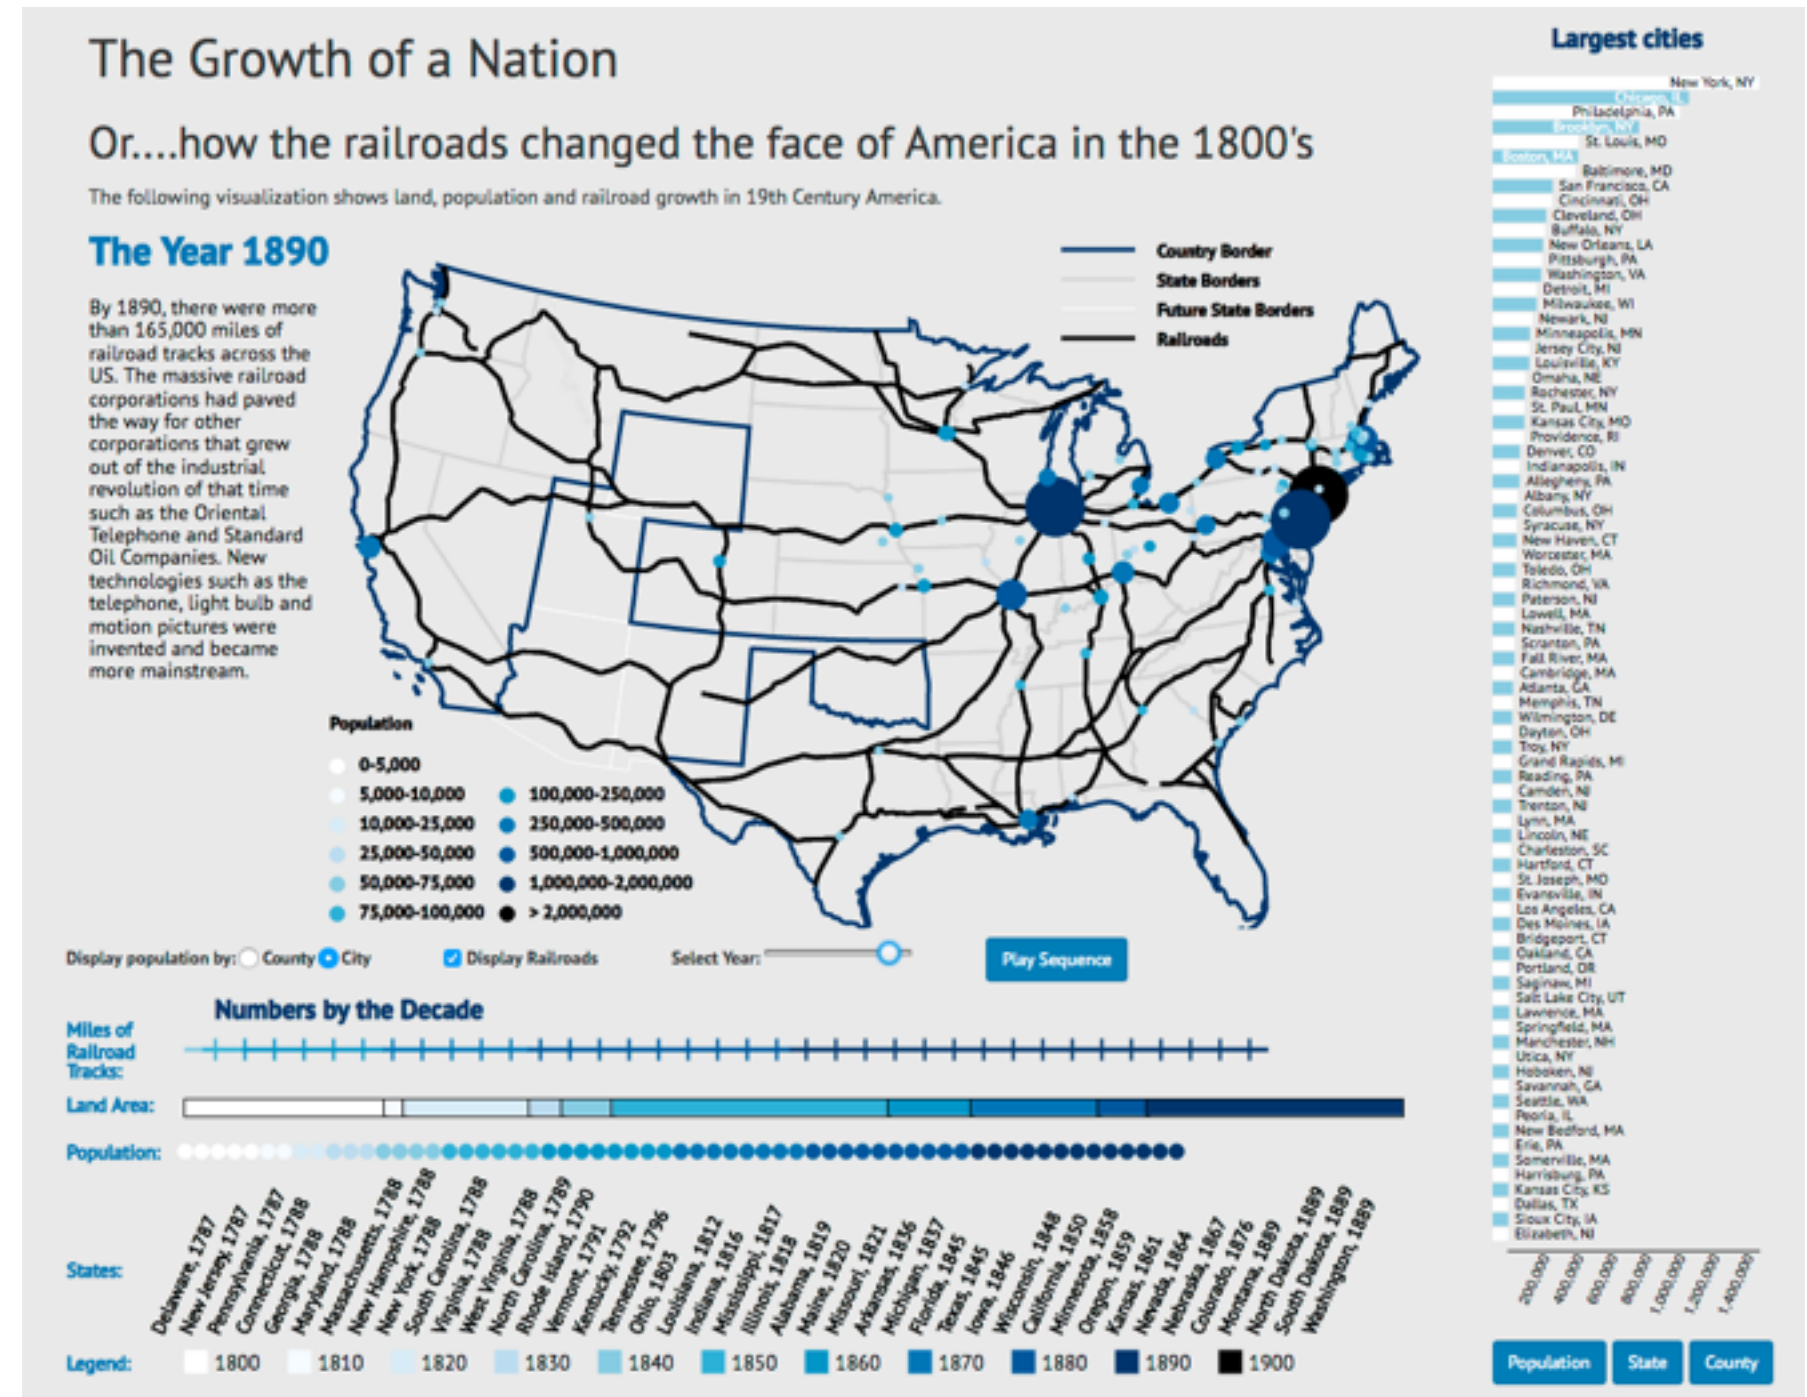 The Growth of a Nation
Or....how the railroads changed the face of America in the 1800's
The following visualization shows land, population and railroad growth in 19th Century America.
The Year 1890
By 1890, there were more
than 165,000 miles of
railroad tracks across the
US. The massive railroad
corporations had paved
the way for other
corporations that grew
out of the industrial
revolution of that time
such as the Oriental
Telephone and Standard
Oil Companies. New
technologies such as the
telephone, light bulb and
motion pictures were
invented and became
more mainstream.
Country Border
State Borders
Future State Borders
Railroads
Population
0-5,000
5,000-10,000
10,000-25,000
25,000-50,000
50,000-75,000
75,000-100,000
100,000-250,000
250,000-500,000
500,000-1,000,000
1,000,000-2,000,000
> 2,000,000
Display population by: County City
Display Railroads
Select Year:
Play Sequence
Numbers by the Decade
Miles of
Railroad
Tracks:
Land Area:
Population:
States:
Delaware, 1787
New Jersey, 1787
Pennsylvania, 1787
Connecticut, 1788
Georgia, 1788
Maryland, 1788
Massachusetts, 1788
New Hampshire, 1788
New York, 1788
South Carolina, 1788
Virginia, 1788
West Virginia, 1788
North Carolina, 1789
Rhode Island, 1790
Vermont, 1791
Kentucky, 1792
Tennessee, 1796
Ohio, 1803
Louisiana, 1812
Indiana, 1816
Mississippi, 1817
Illinois, 1818
Alabama, 1819
Maine, 1820
Missouri, 1821
Arkansas, 1836
Michigan, 1837
Florida, 1845
Texas, 1845
Iowa, 1846
Wisconsin, 1848
California, 1850
Minnesota, 1858
Oregon, 1859
Kansas, 1861
Nevada, 1864
Nebraska, 1867
Colorado, 1876
Montana, 1889
North Dakota, 1889
South Dakota, 1889
Washington, 1889
Legend:
1800
1810
1820
1830
1840
1850
1860
1870
1880
1890
1900
Largest cities
New York, NY
Chicago, IL
Philadelphia, PA
Brooklyn, NY
St. Louis, MO
Boston, MA
Baltimore, MD
San Francisco, CA
Cincinnati, OH
Cleveland, OH
Buffalo, NY
New Orleans, LA
Pittsburgh, PA
Washington, VA
Detroit, MI
Milwaukee, WI
Newark, NJ
Minneapolis, MN
Jersey City, NJ
Louisville, KY
Omaha, NE
Rochester, NY
St. Paul, MN
Kansas City, MO
Providence, RI
Denver, CO
Indianapolis, IN
Allegheny, PA
Albany, NY
Columbus, OH
Syracuse, NY
New Haven, CT
Worcester, MA
Toledo, OH
Richmond, VA
Paterson, NJ
Lowell, MA
Nashville, TN
Scranton, PA
Fall River, MA
Cambridge, MA
Atlanta, GA
Memphis, TN
Wilmington, DE
Dayton, OH
Troy, NY
Grand Rapids, MI
Reading, PA
Camden, NJ
Trenton, NJ
Lynn, MA
Lincoln, NE
Charleston, SC
Hartford, CT
St. Joseph, MO
Evansville, IN
Los Angeles, CA
Des Moines, IA
Bridgeport, CT
Oakland, CA
Portland, OR
Saginaw, MI
Salt Lake City, UT
Lawrence, MA
Springfield, MA
Manchester, NH
Utica, NY
Hoboken, NJ
Savannah, GA
Seattle, WA
Peoria, IL
New Bedford, MA
Erie, PA
Somerville, MA
Harrisburg, PA
Kansas City, KS
Dallas, TX
Sioux City, IA
Elizabeth, NJ
200,000
400,000
600,000
800,000
1,000,000
1,200,000
1,400,000
Population
State
County